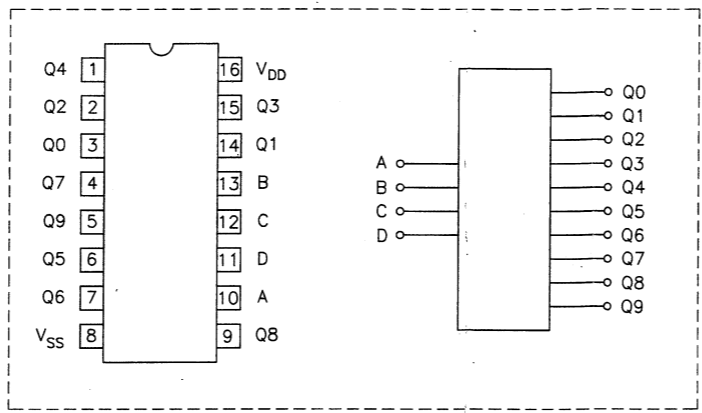 Q4 1 16 VDD
Q2 2 15 Q3
Q0 3 14 Q1
Q7 4 13 B
Q9 5 12 C
Q5 6 11 D
Q6 7 10 A
VSS 8 9 Q8
A
B
C
D
Q0
Q1
Q2
Q3
Q4
Q5
Q6
Q7
Q8
Q9